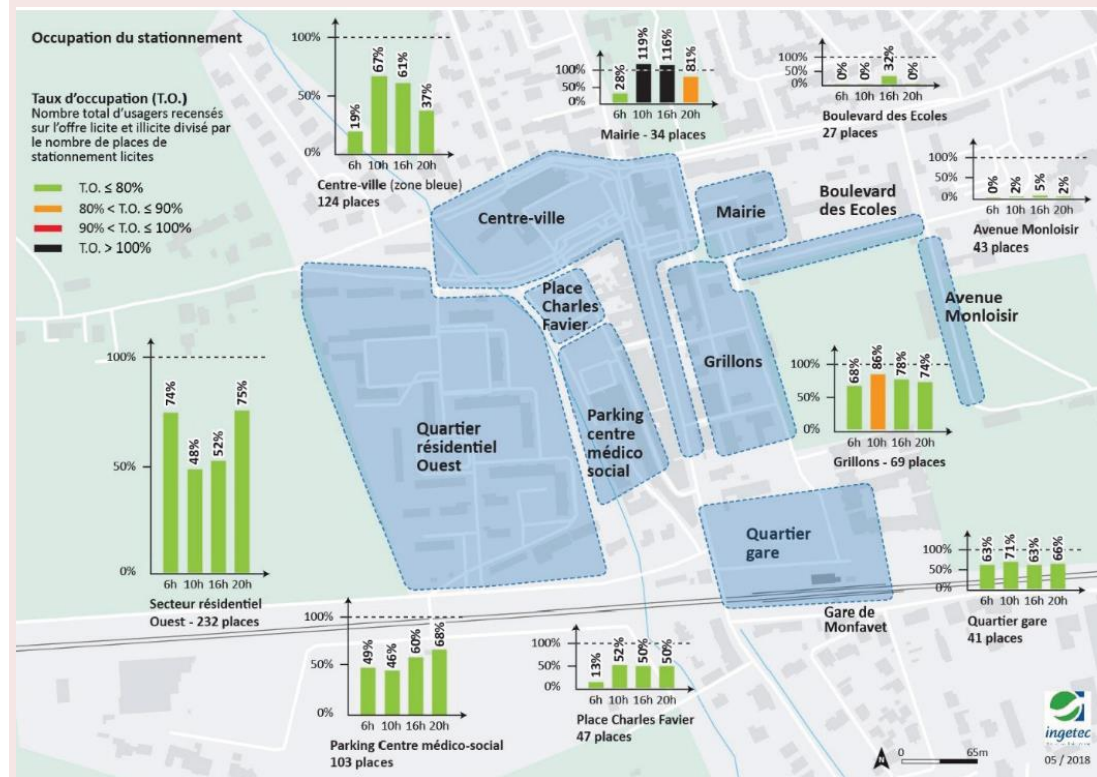 Occupation du stationnement
Taux d'occupation (T.O.)
Nombre total d'usagers recensés
sur l'offre licite et illicite divisé par
le nombre de places de
stationnement licites
T.O. ≤ 80%
80% < T.O. ≤ 90%
90% < T.O. ≤ 100%
T.O. > 100%
100%
50%
0%
19%
67%
61%
37%
6h 10h 16h 20h
Centre-ville (zone bleue)
124 places
100%
50%
0%
28%
119%
116%
81%
6h 10h 16h 20h
Mairie - 34 places
100%
50%
0%
0%
0%
32%
0%
6h 10h 16h 20h
Boulevard des Ecoles
27 places
100%
50%
0%
0%
2%
5%
2%
6h 10h 16h 20h
Avenue Monloisir
43 places
Centre-ville
Mairie
Boulevard
des Ecoles
Place
Charles
Favier
Avenue
Monloisir
Grillons
Quartier
résidentiel
Ouest
Parking
centre
médico
social
Quartier
gare
Gare de
Monfavet
100%
50%
0%
68%
86%
78%
74%
6h 10h 16h 20h
Grillons - 69 places
100%
50%
0%
74%
48%
52%
75%
6h 10h 16h 20h
Secteur résidentiel
Ouest - 232 places
100%
50%
0%
63%
71%
63%
66%
6h 10h 16h 20h
Quartier gare
41 places
100%
50%
0%
49%
46%
60%
68%
6h 10h 16h 20h
Parking Centre médico-social
103 places
100%
50%
0%
13%
52%
50%
50%
6h 10h 16h 20h
Place Charles Favier
47 places
N
0 65m
ingetec
05 / 2018